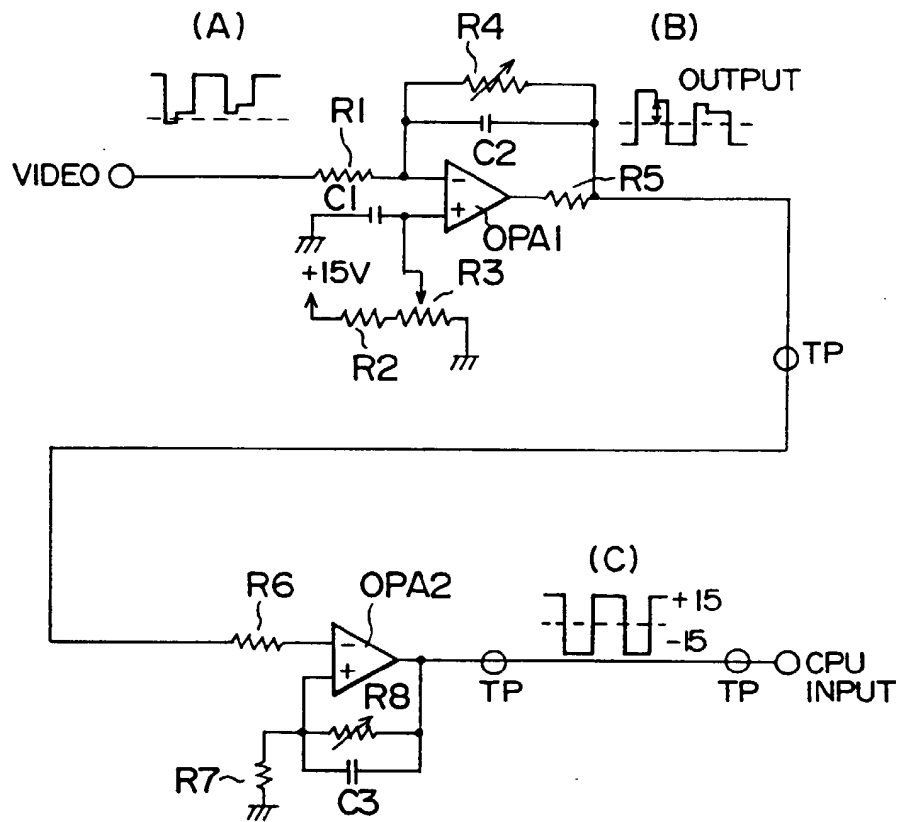 (A)
R4
(B)
OUTPUT
R1
C2
VIDEO
R5
C1
OPA1
+15V
R3
R2
TP
(C)
R6
OPA2
+15
-15
TP
TP
CPU
INPUT
R8
R7
C3